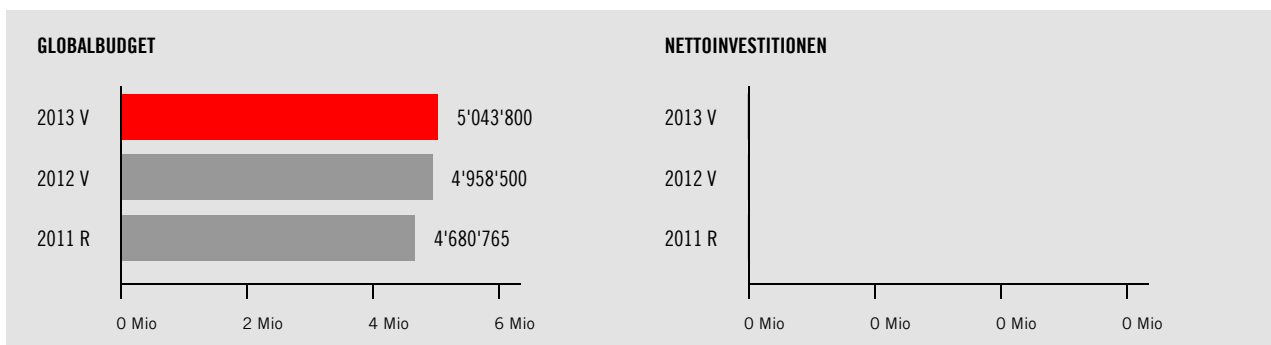 GLOBALBUDGET
2013 V 5'043'800
2012 V 4'958'500
2011 R 4'680'765
0 Mio 2 Mio 4 Mio 6 Mio
NETTOINVESTITIONEN
2013 V
2012 V
2011 R
0 Mio 0 Mio 0 Mio 0 Mio